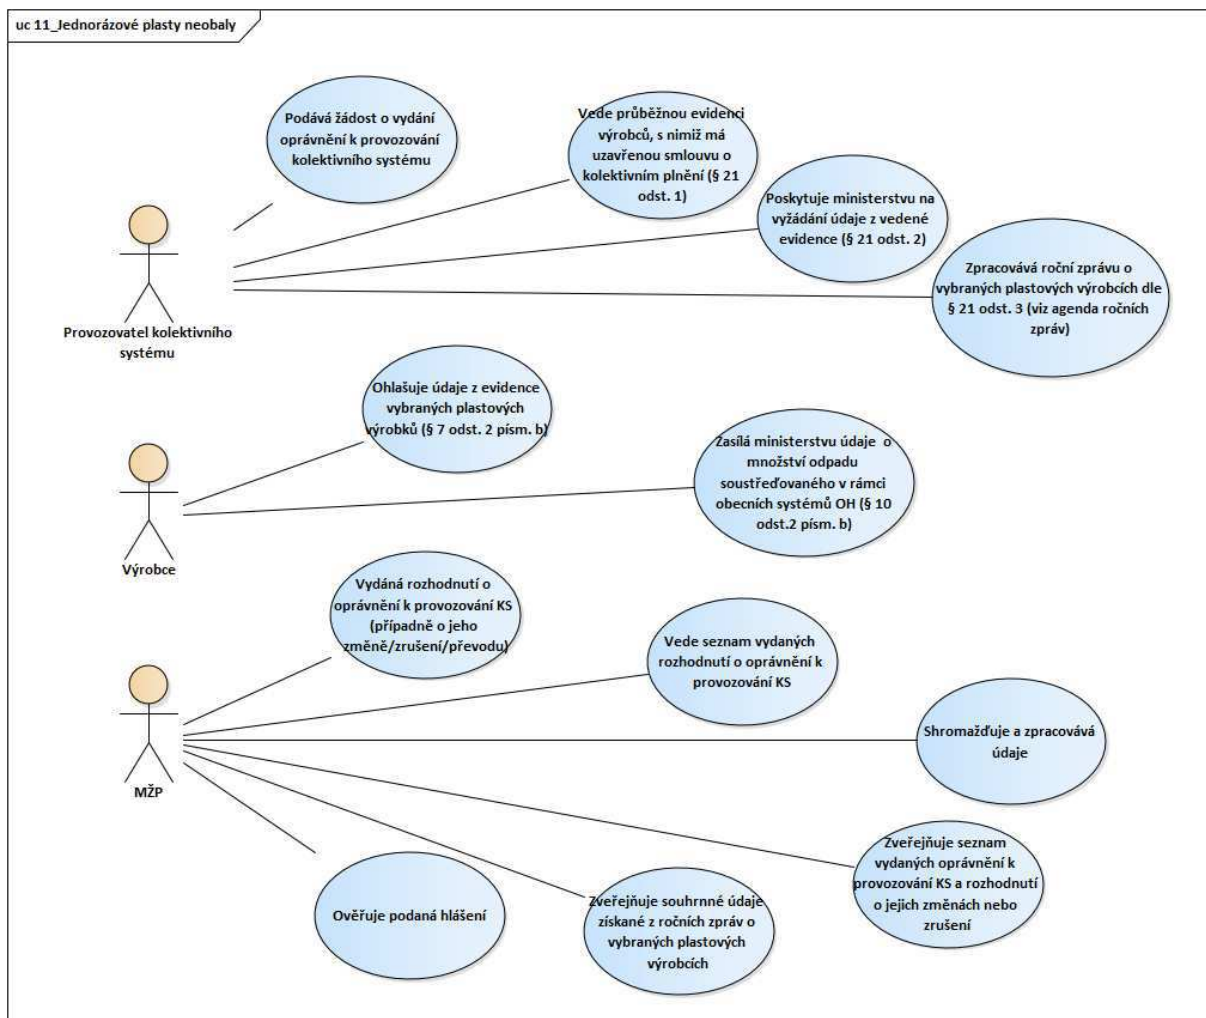 uc 11_Jednorázové plasty neobaly
Podává žádost o vydání
oprávnění k provozování
kolektivního systému
Vede průběžnou evidenci
výrobců, s nimiž má
uzavřenou smlouvu o
kolektivním plnění (§ 21
odst. 1)
Poskytuje ministerstvu na
vyžádání údaje z vedené
evidence (§ 21 odst. 2)
Zpracovává roční zprávu o
vybraných plastových výrobcích dle
§ 21 odst. 3 (viz agenda ročních
zpráv)
Provozovatel kolektivního
systému
Ohlašuje údaje z evidence
vybraných plastových
výrobků (§ 7 odst. 2 písm. b)
Zasílá ministerstvu údaje o
množství odpadu
soustřeďovaného v rámci
obecních systémů OH (§ 10
odst.2 písm. b)
Výrobce
Vydáná rozhodnutí o
oprávnění k provozování KS
(případně o jeho
změně/zrušení/převodu)
Vede seznam vydaných
rozhodnutí o oprávnění k
provozování KS
Shromažďuje a zpracovává
údaje
MŽP
Zveřejňuje seznam
vydaných oprávnění k
provozování KS a rozhodnutí
o jejich změnách nebo
zrušení
Ověřuje podaná hlášení
Zveřejňuje souhrnné údaje
získané z ročních zpráv o
vybraných plastových
výrobcích